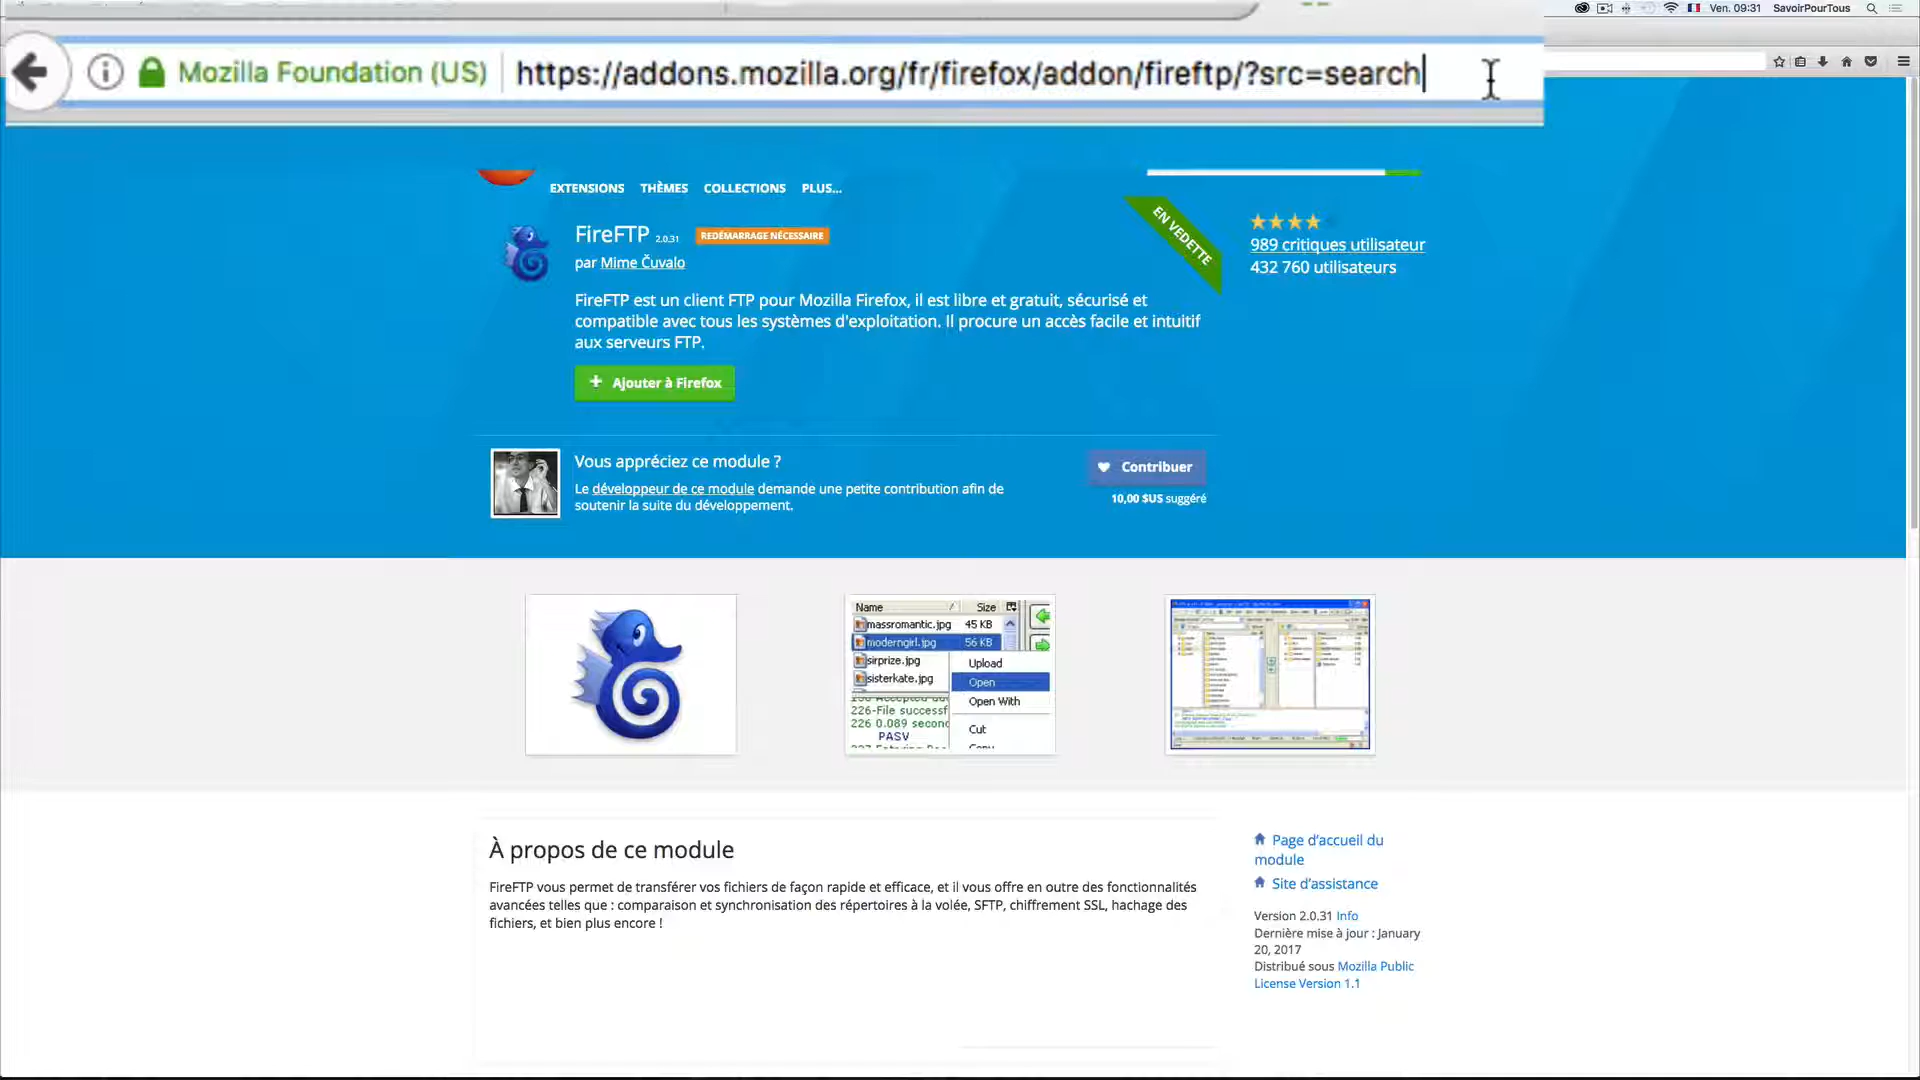 Ven. 09:31 SavoirPourTous
Mozilla Foundation (US) https://addons.mozilla.org/fr/firefox/addon/fireftp/?src=search
EXTENSIONS THÈMES COLLECTIONS PLUS...
FireFTP 2.0.31 REDÉMARRAGE NÉCESSAIRE
par Mime Čuvalo
EN VEDETTE
989 critiques utilisateur
432 760 utilisateurs
FireFTP est un client FTP pour Mozilla Firefox, il est libre et gratuit, sécurisé et
compatible avec tous les systèmes d'exploitation. Il procure un accès facile et intuitif
aux serveurs FTP.
+ Ajouter à Firefox
Vous appréciez ce module ?
Le développeur de ce module demande une petite contribution afin de
soutenir la suite du développement.
Contribuer
10,00 $US suggéré
Name Size
massromantic.jpg 45 KB
moderngirl.jpg 56 KB
sirprize.jpg
sisterkate.jpg
Upload
Open
Open With
Cut
Copy
226-File successf
226 0.089 second
PASV
À propos de ce module
FireFTP vous permet de transférer vos fichiers de façon rapide et efficace, et il vous offre en outre des fonctionnalités
avancées telles que : comparaison et synchronisation des répertoires à la volée, SFTP, chiffrement SSL, hachage des
fichiers, et bien plus encore !
Page d'accueil du
module
Site d'assistance
Version 2.0.31 Info
Dernière mise à jour : January
20, 2017
Distribué sous Mozilla Public
License Version 1.1